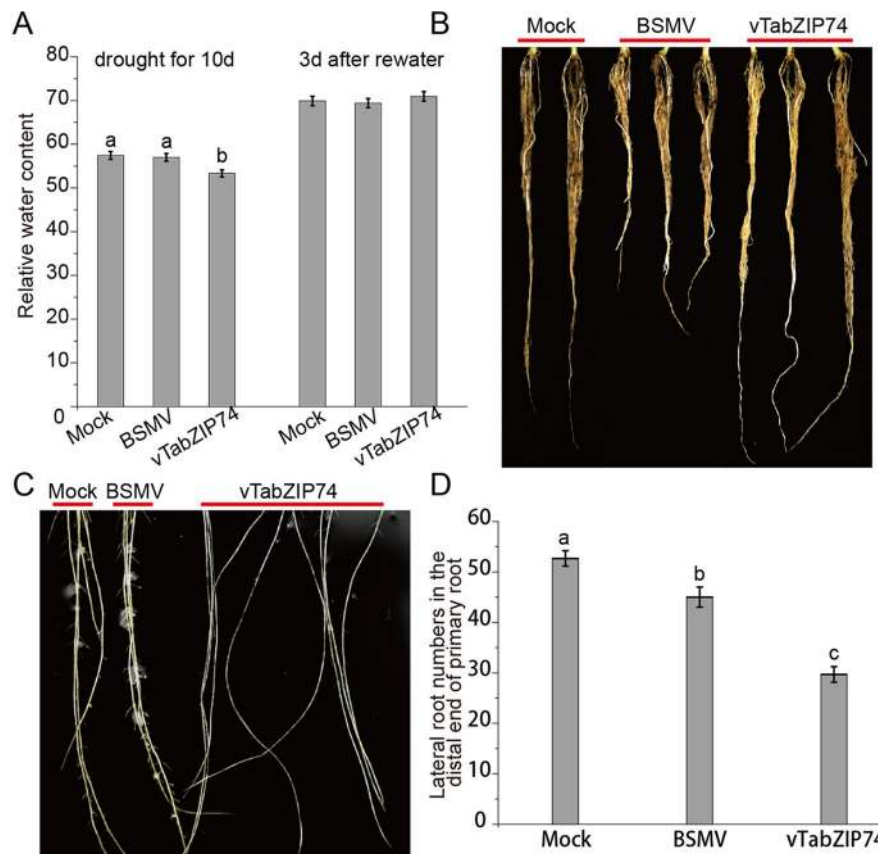 A
drought for 10d
3d after rewater
Relative water content
80
70
60
50
40
30
20
10
0
a
a
b
Mock
BSMV
vTabZIP74
Mock
BSMV
vTabZIP74
B
Mock
BSMV
vTabZIP74
C
Mock
BSMV
vTabZIP74
D
Lateral root numbers in the
distal end of primary root
60
50
40
30
20
10
0
a
b
c
Mock
BSMV
vTabZIP74